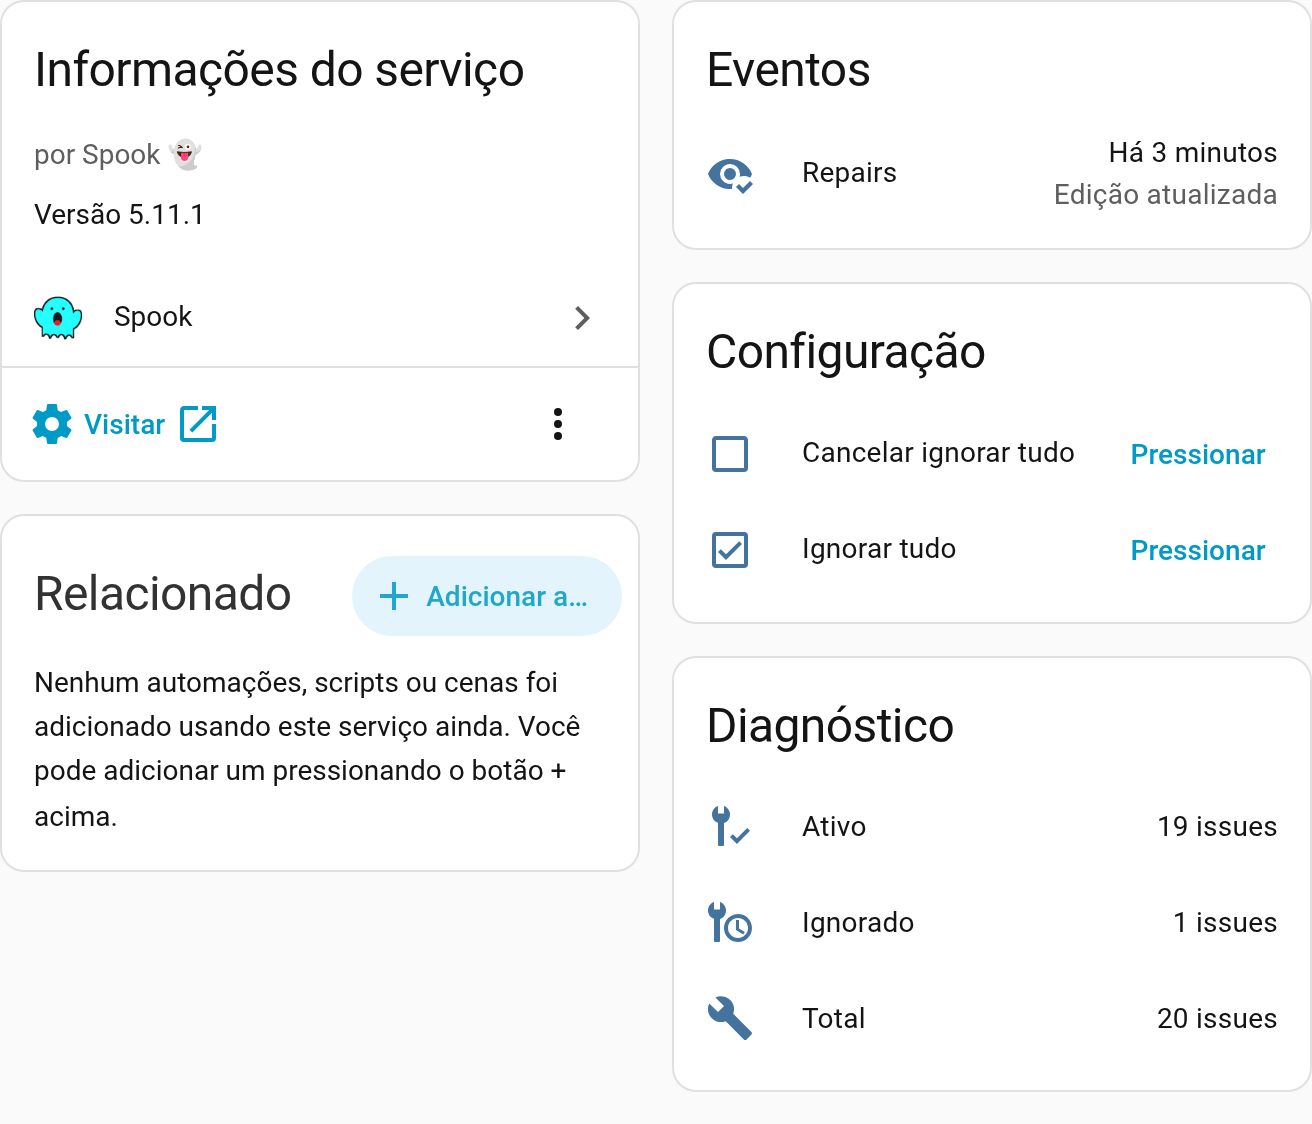 Informações do serviço
por Spook 👻
Versão 5.11.1
Spook
Visitar
Relacionado
Adicionar a...
Nenhum automações, scripts ou cenas foi
adicionado usando este serviço ainda. Você
pode adicionar um pressionando o botão +
acima.
Eventos
Repairs
Há 3 minutos
Edição atualizada
Configuração
Cancelar ignorar tudo
Pressionar
Ignorar tudo
Pressionar
Diagnóstico
Ativo
19 issues
Ignorado
1 issues
Total
20 issues